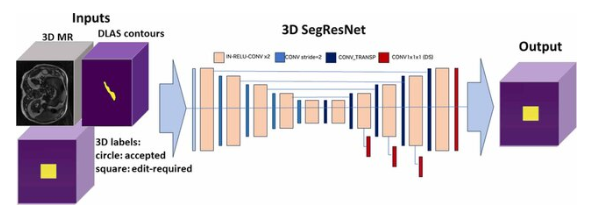 Inputs
3D MR
DLAS contours
3D labels:
circle: accepted
square: edit-required
3D SegResNet
IN-RELU-CONV x2
CONV stride=2
CONV_TRANSP
CONV1x1x1 (DS)
Output